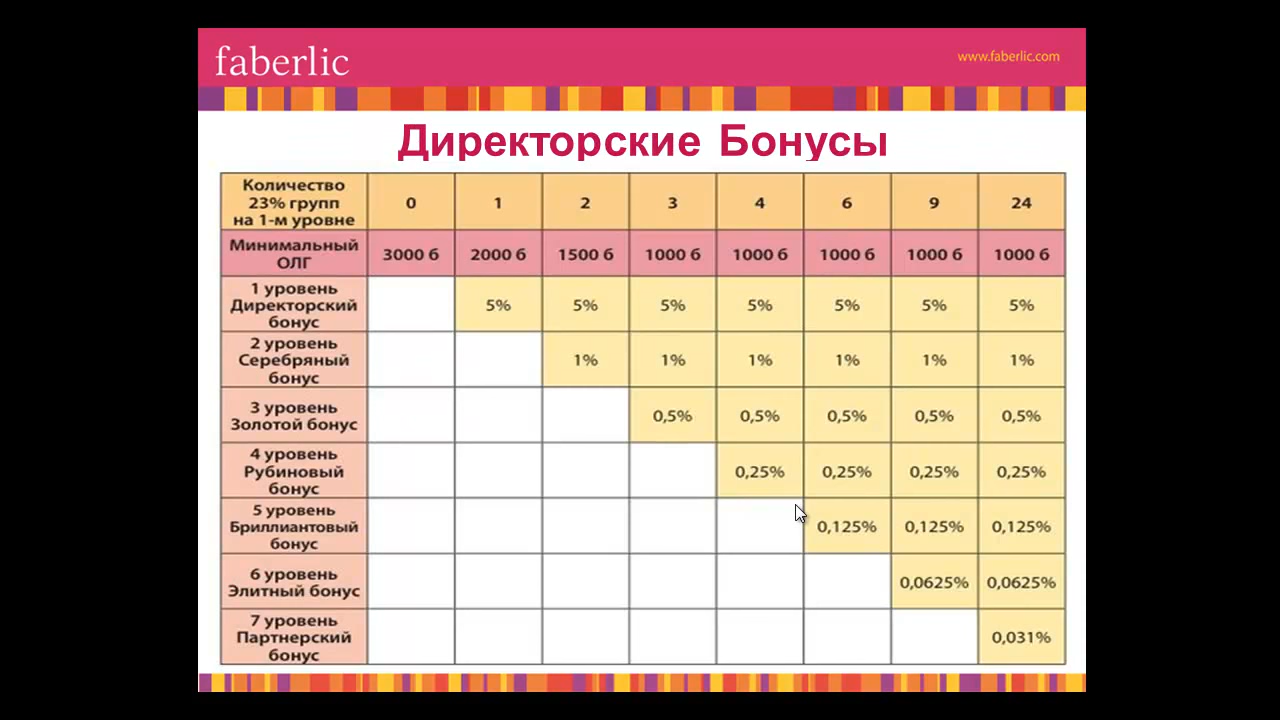 faberlic
www.faberlic.com
Директорские Бонусы
Количество
23% групп
на 1-м уровне
0 1 2 3 4 6 9 24
Минимальный
ОЛГ
3000 б 2000 б 1500 б 1000 б 1000 б 1000 б 1000 б 1000 б
1 уровень
Директорский
бонус
5% 5% 5% 5% 5% 5% 5%
2 уровень
Серебряный
бонус
1% 1% 1% 1% 1% 1%
3 уровень
Золотой бонус
0,5% 0,5% 0,5% 0,5% 0,5%
4 уровень
Рубиновый
бонус
0,25% 0,25% 0,25% 0,25%
5 уровень
Бриллиантовый
бонус
0,125% 0,125% 0,125%
6 уровень
Элитный бонус
0,0625% 0,0625%
7 уровень
Партнерский
бонус
0,031%